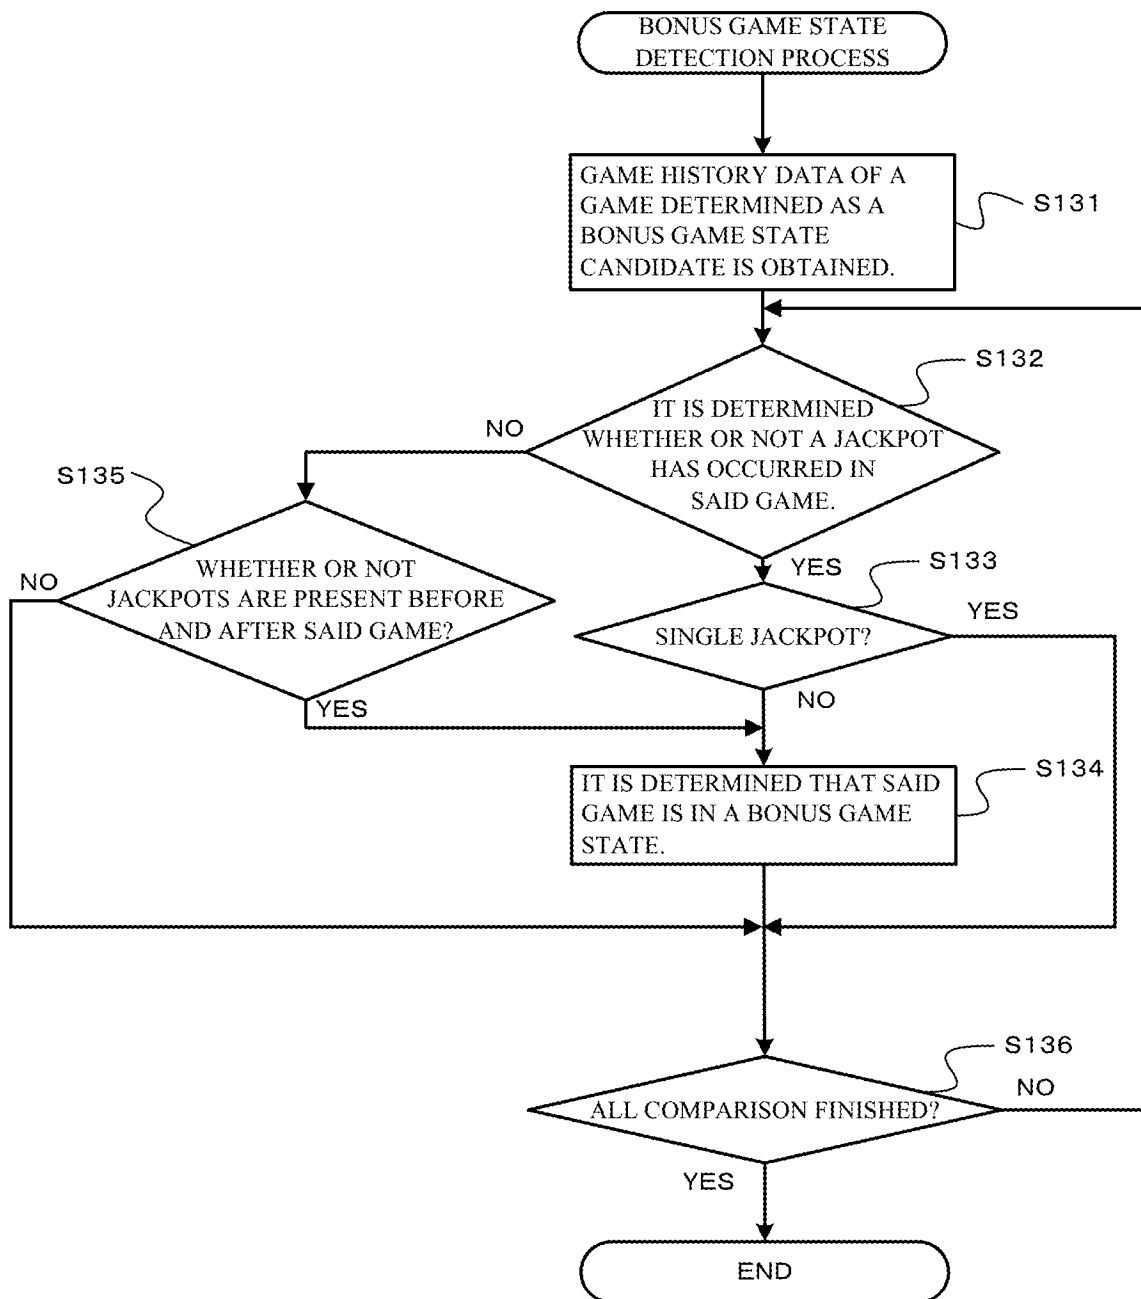 BONUS GAME STATE
DETECTION PROCESS
GAME HISTORY DATA OF A
GAME DETERMINED AS A
BONUS GAME STATE
CANDIDATE IS OBTAINED.
S131
S132
IT IS DETERMINED
WHETHER OR NOT A JACKPOT
HAS OCCURRED IN
SAID GAME.
NO
YES
S135
WHETHER OR NOT
JACKPOTS ARE PRESENT BEFORE
AND AFTER SAID GAME?
NO
YES
S133
SINGLE JACKPOT?
YES
NO
S134
IT IS DETERMINED THAT SAID
GAME IS IN A BONUS GAME
STATE.
S136
ALL COMPARISON FINISHED?
NO
YES
END